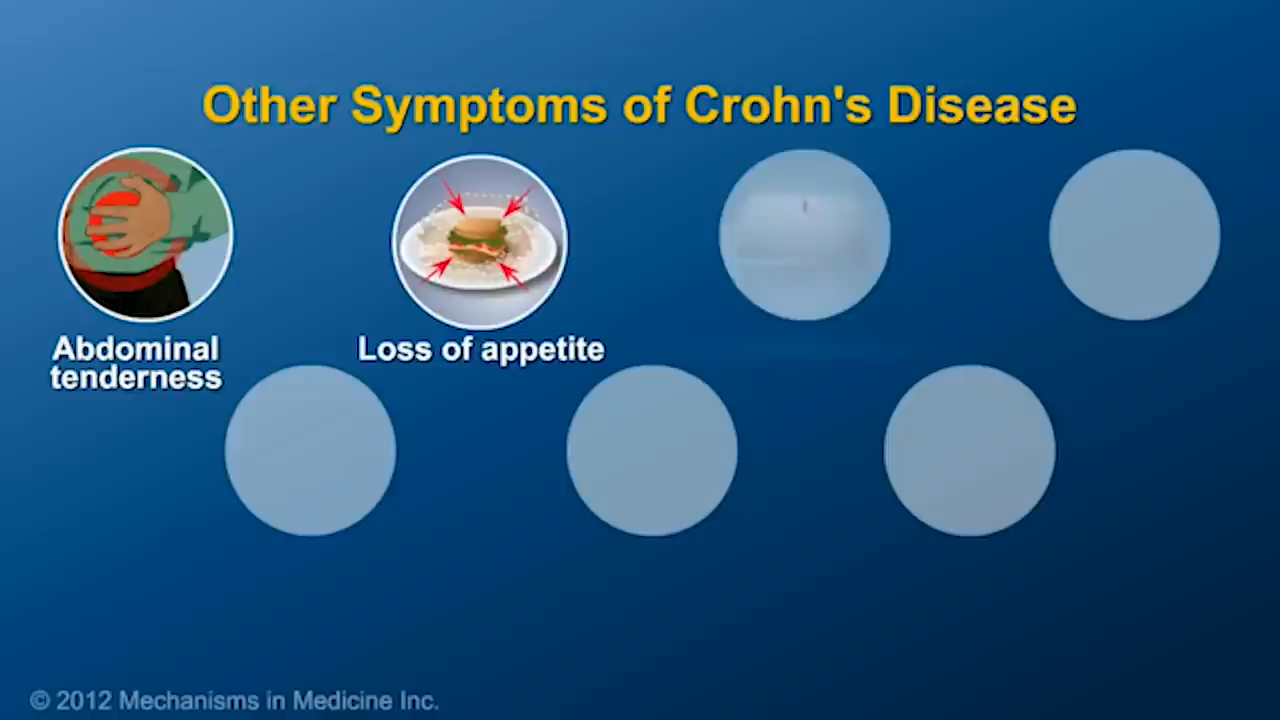 Other Symptoms of Crohn's Disease
Abdominal
tenderness
Loss of appetite
© 2012 Mechanisms in Medicine Inc.